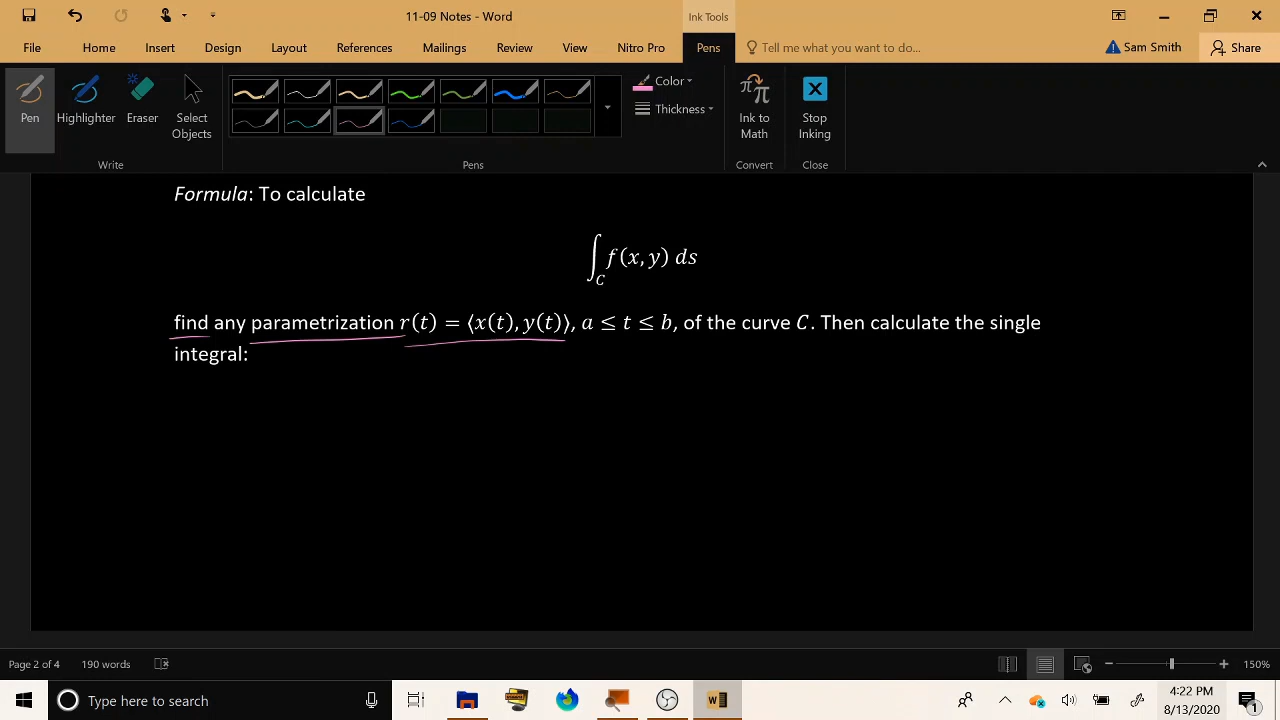 11-09 Notes - Word
Ink Tools
File Home Insert Design Layout References Mailings Review View Nitro Pro Pens Tell me what you want to do... Sam Smith Share
Pen Highlighter Eraser Select Objects
Color
Thickness
Ink to Math
Stop Inking
Write Pens Convert Close
Formula: To calculate
∫_C f(x, y) ds
find any parametrization r(t) = ⟨x(t), y(t)⟩, a ≤ t ≤ b, of the curve C. Then calculate the single
integral:
Page 2 of 4 190 words 150%
Type here to search
4:22 PM
8/13/2020
1